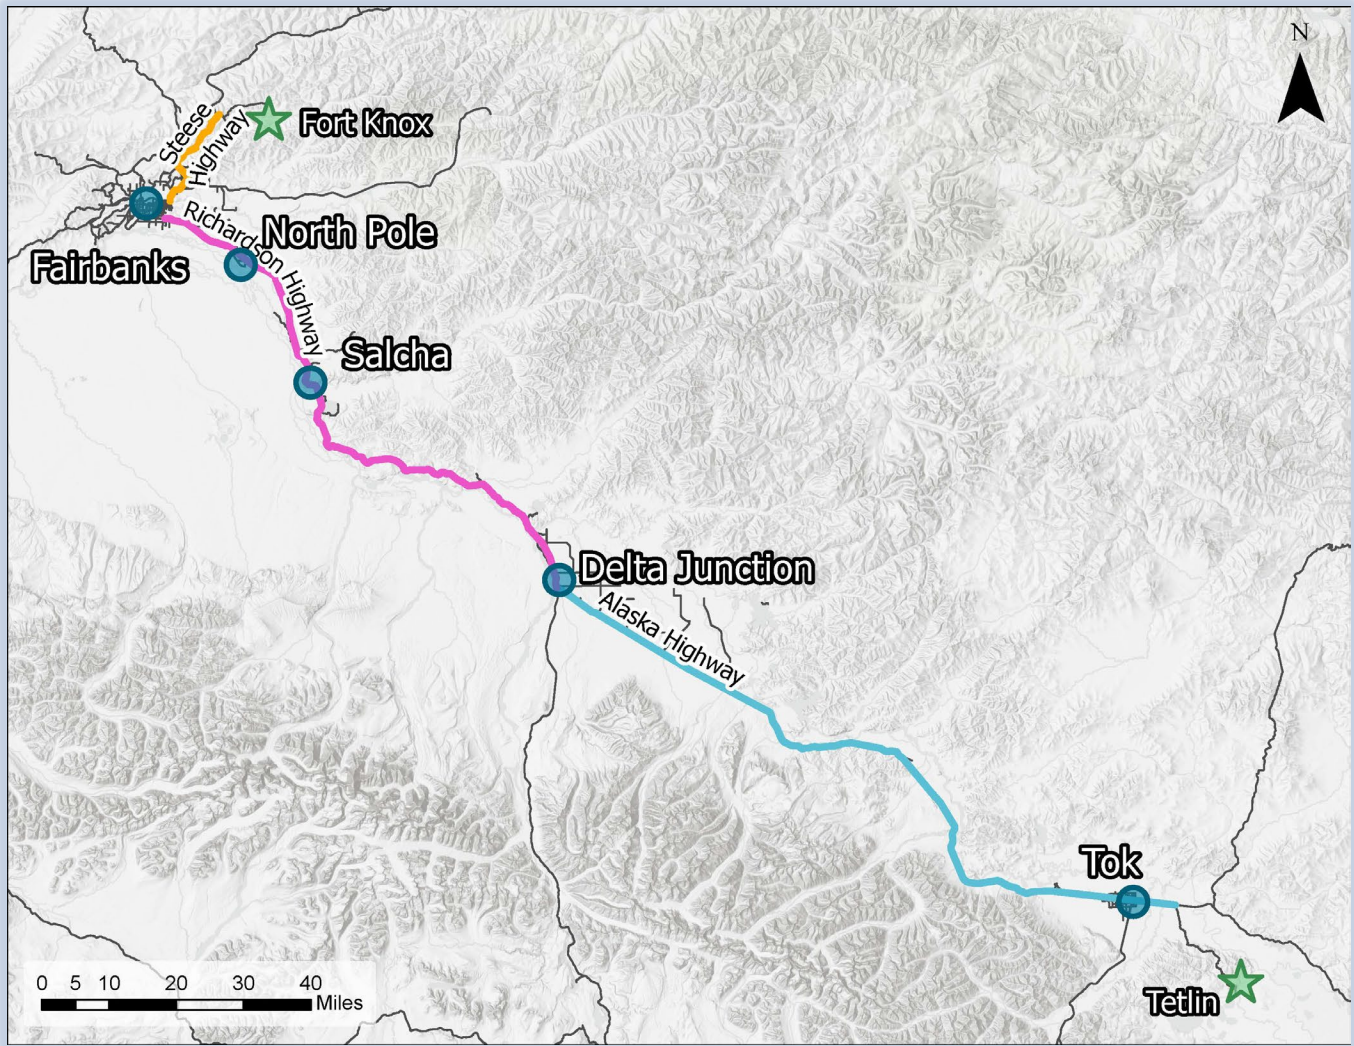 N
Steese
Highway
Fort Knox
Richardson Highway
North Pole
Fairbanks
Salcha
Delta Junction
Alaska Highway
Tok
Tetlin
0 5 10 20 30 40
Miles